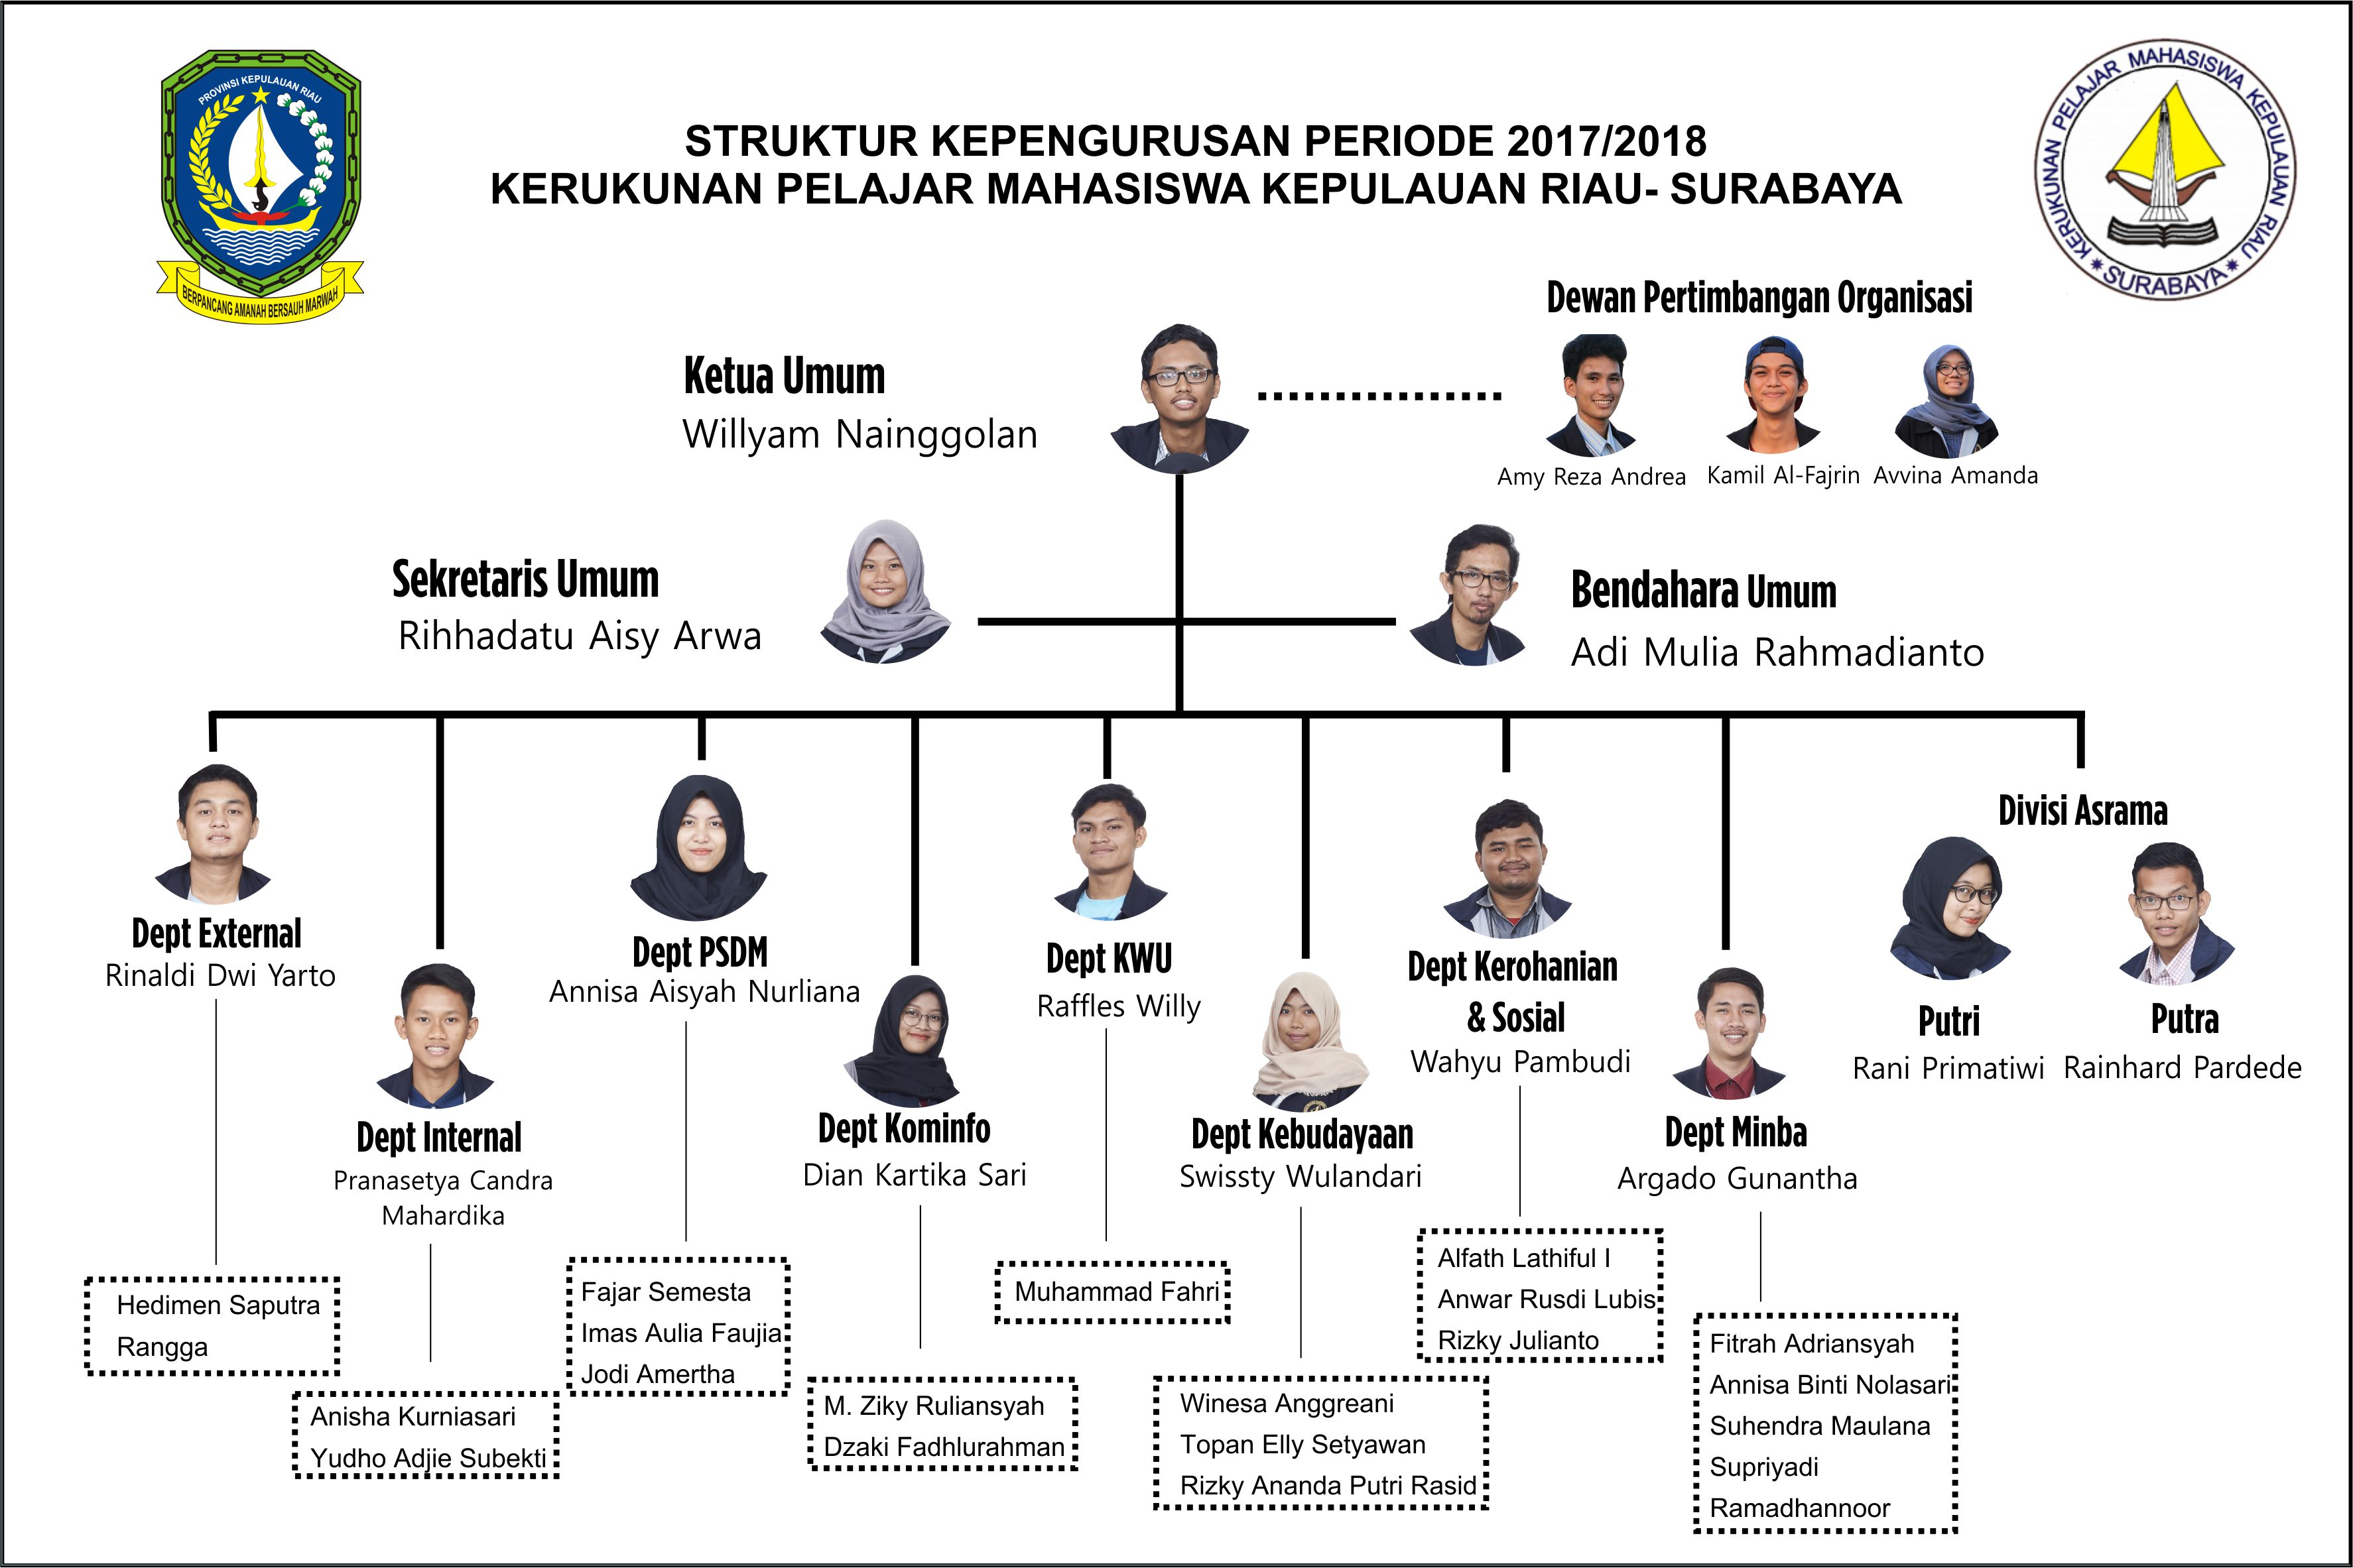 PROVINSI KEPULAUAN RIAU
BERPANCANG AMANAH BERSAUH MARWAH
STRUKTUR KEPENGURUSAN PERIODE 2017/2018
KERUKUNAN PELAJAR MAHASISWA KEPULAUAN RIAU- SURABAYA
KERUKUNAN PELAJAR MAHASISWA KEPULAUAN RIAU
SURABAYA
Dewan Pertimbangan Organisasi
Amy Reza Andrea
Kamil Al-Fajrin
Avvina Amanda
Ketua Umum
Willyam Nainggolan
Sekretaris Umum
Rihhadatu Aisy Arwa
Bendahara Umum
Adi Mulia Rahmadianto
Dept External
Rinaldi Dwi Yarto
Hedimen Saputra
Rangga
Dept Internal
Pranasetya Candra
Mahardika
Anisha Kurniasari
Yudho Adjie Subekti
Dept PSDM
Annisa Aisyah Nurliana
Fajar Semesta
Imas Aulia Faujia
Jodi Amertha
Dept Kominfo
Dian Kartika Sari
M. Ziky Ruliansyah
Dzaki Fadhlurahman
Dept KWU
Raffles Willy
Muhammad Fahri
Dept Kebudayaan
Swissty Wulandari
Winesa Anggreani
Topan Elly Setyawan
Rizky Ananda Putri Rasid
Dept Kerohanian
& Sosial
Wahyu Pambudi
Alfath Lathiful I
Anwar Rusdi Lubis
Rizky Julianto
Dept Minba
Argado Gunantha
Fitrah Adriansyah
Annisa Binti Nolasari
Suhendra Maulana
Supriyadi
Ramadhannoor
Divisi Asrama
Putri
Rani Primatiwi
Putra
Rainhard Pardede